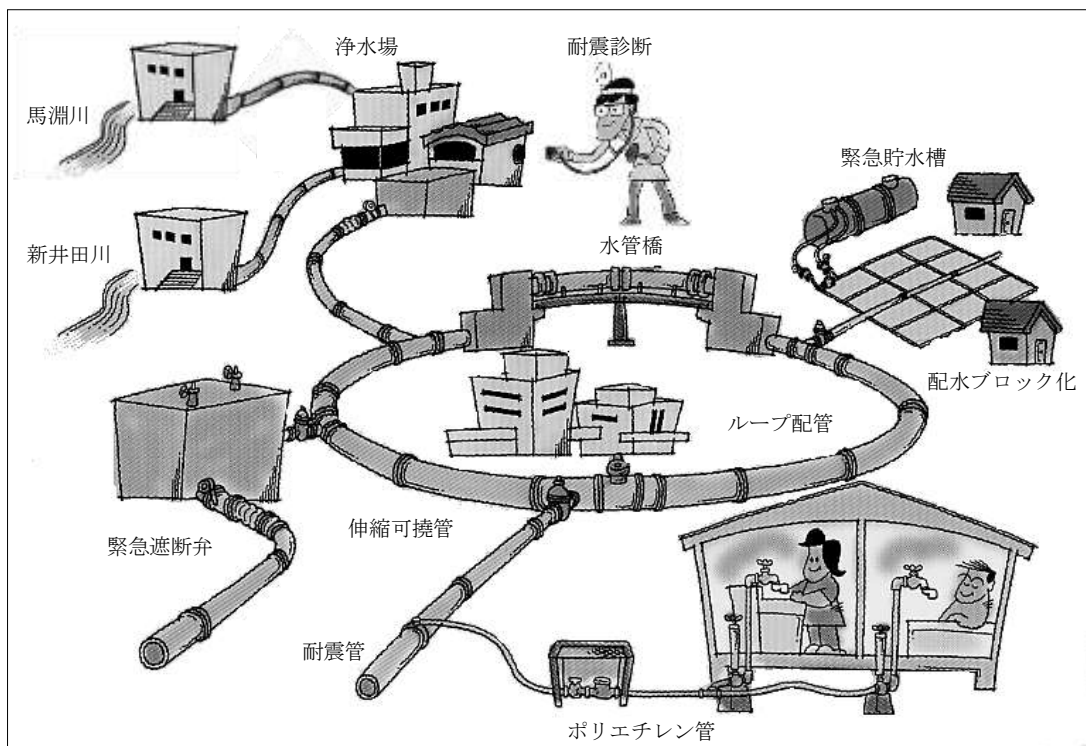 浄水場
耐震診断
馬淵川
緊急貯水槽
新井田川
水管橋
配水ブロック化
ループ配管
伸縮可撓管
緊急遮断弁
耐震管
ポリエチレン管